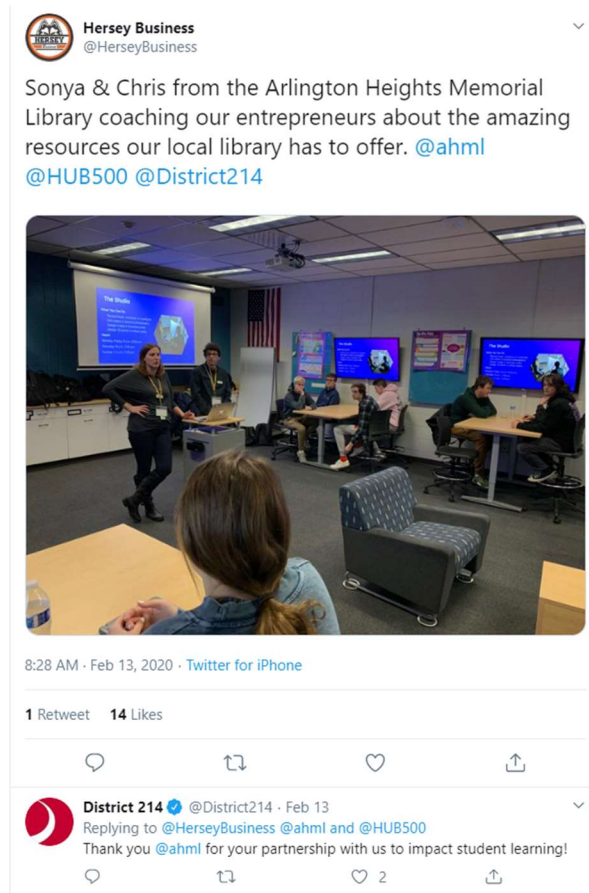 Hersey Business
@HerseyBusiness
HERSEY
Sonya & Chris from the Arlington Heights Memorial
Library coaching our entrepreneurs about the amazing
resources our local library has to offer. @ahml
@HUB500 @District214
The Studio
The Studio
The Studio
8:28 AM · Feb 13, 2020 · Twitter for iPhone
1 Retweet 14 Likes
District 214 @District214 · Feb 13
Replying to @HerseyBusiness @ahml and @HUB500
Thank you @ahml for your partnership with us to impact student learning!
2